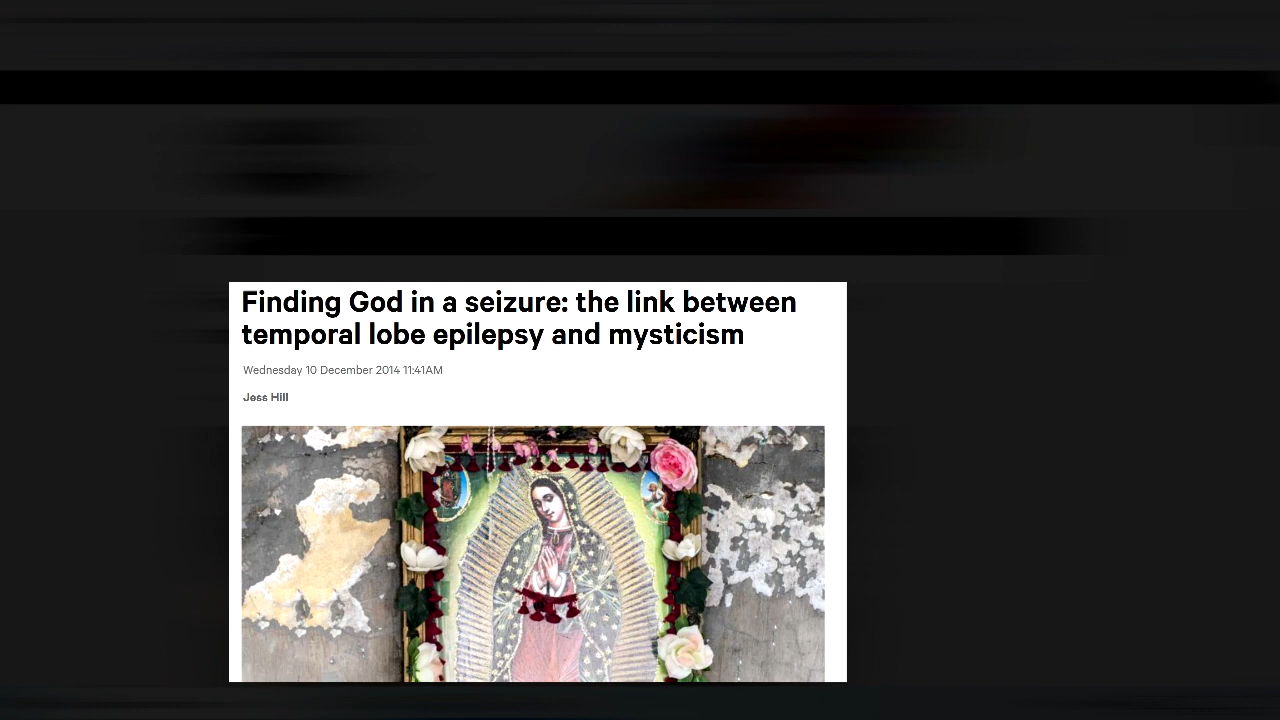 Finding God in a seizure: the link between
temporal lobe epilepsy and mysticism
Wednesday 10 December 2014 11:41AM
Jess Hill